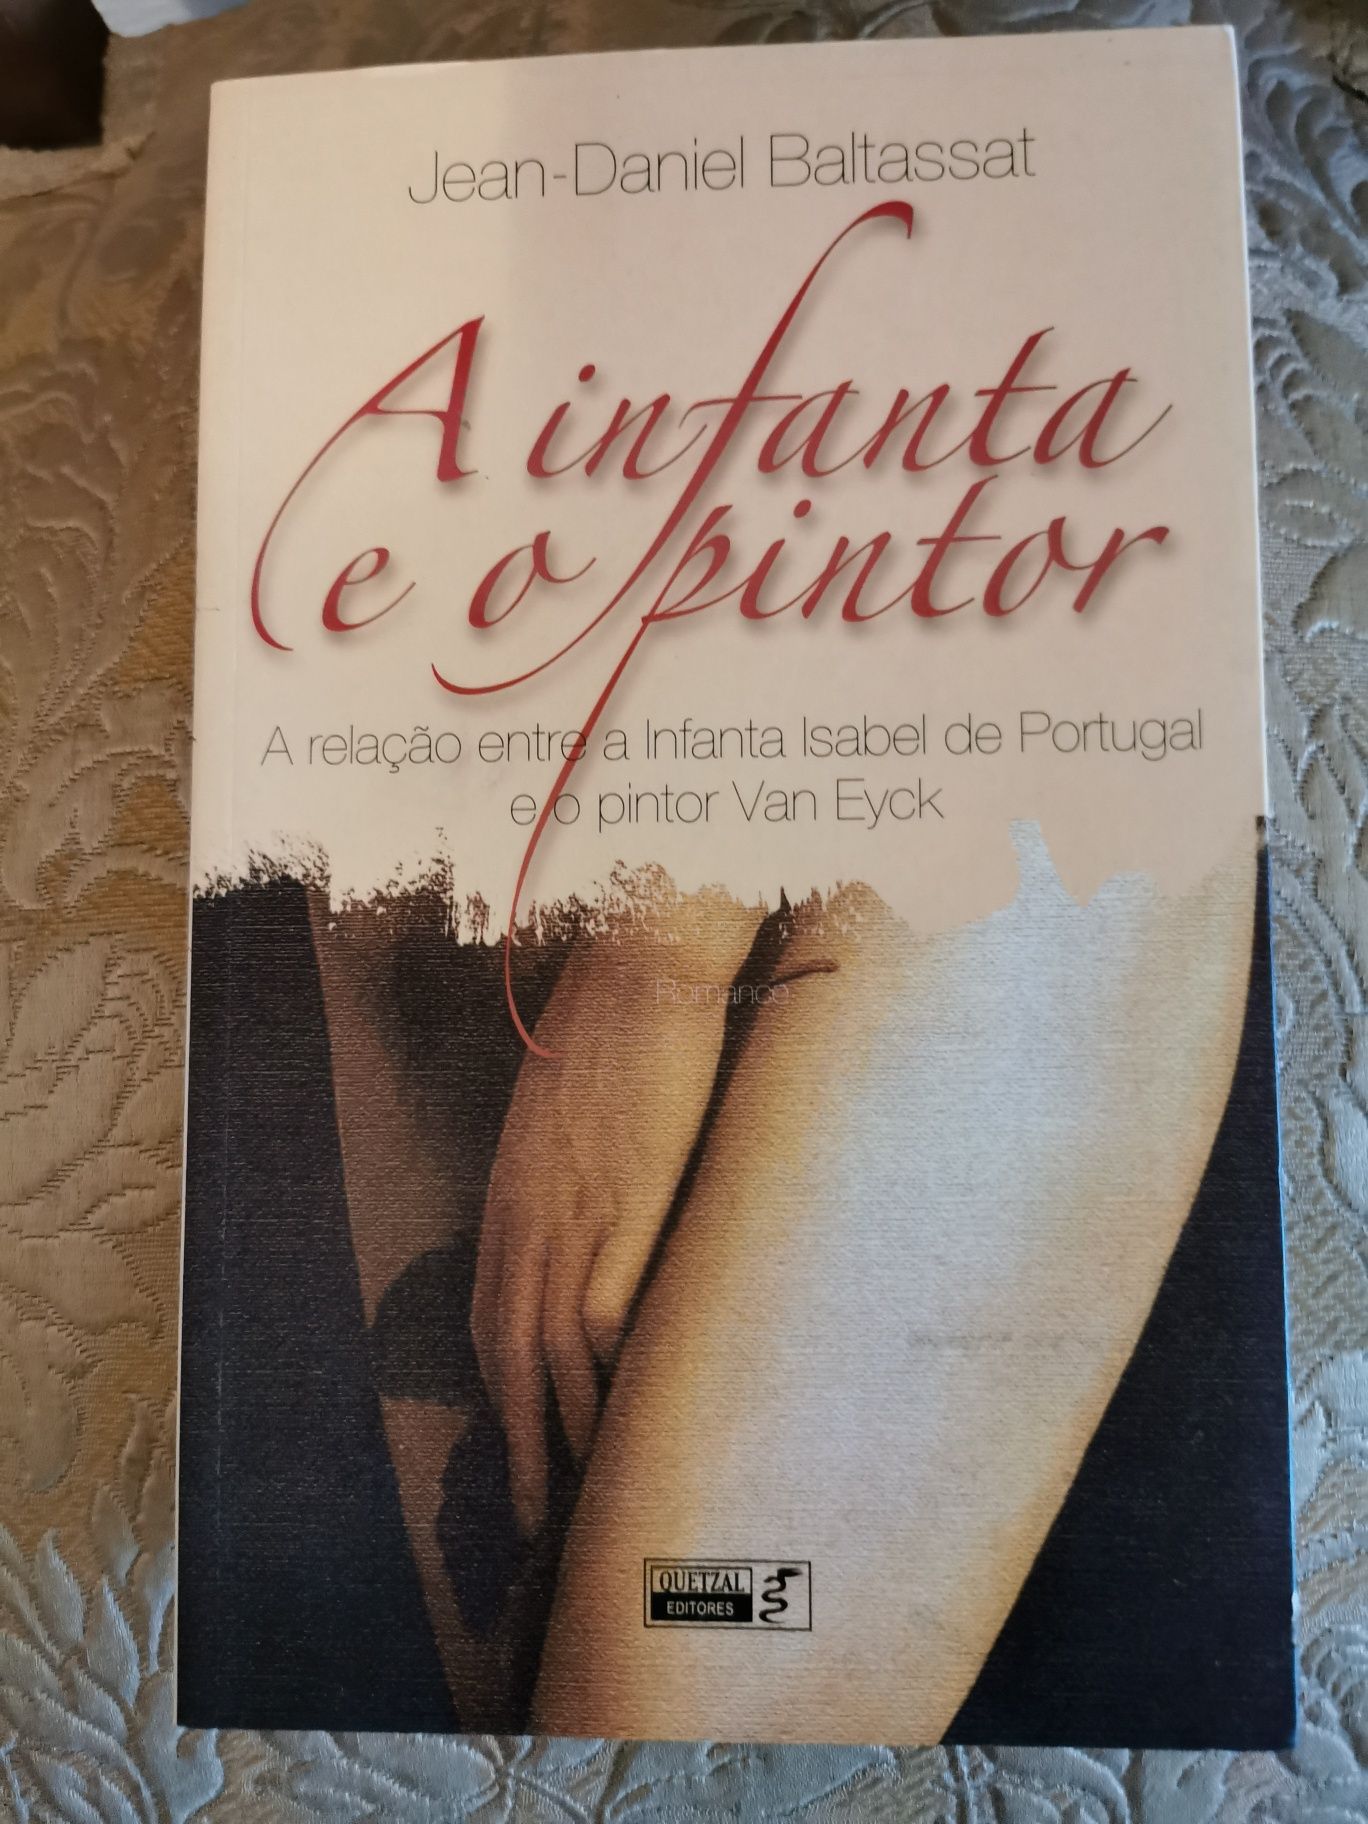 Jean-Daniel Baltassat
A infanta
e o pintor
A relação entre a Infanta Isabel de Portugal
e o pintor Van Eyck
Romance
QUETZAL
EDITORES